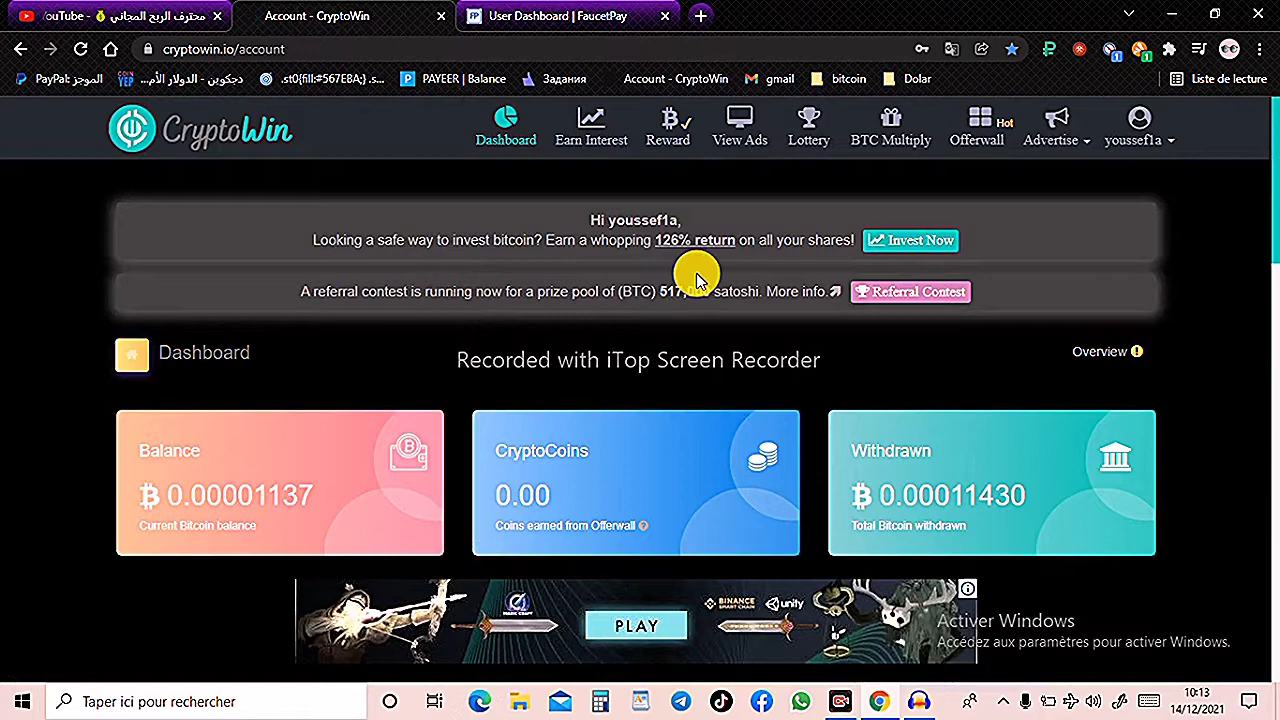 YouTube - 💰 محترف الربح المجاني
Account - CryptoWin
User Dashboard | FaucetPay
cryptowin.io/account
الموجز: PayPal
دجكوين - الدولار الأم...
.st0{fill:#567EBA;} .s...
PAYEER | Balance
Задания
Account - CryptoWin
gmail
bitcoin
Dolar
Liste de lecture
CryptoWin
Dashboard
Earn Interest
Reward
View Ads
Lottery
BTC Multiply
Offerwall
Hot
Advertise
youssef1a
Hi youssef1a,
Looking a safe way to invest bitcoin? Earn a whopping 126% return on all your shares! Invest Now
A referral contest is running now for a prize pool of (BTC) satoshi. More info Referral Contest
Dashboard
Recorded with iTop Screen Recorder
Overview
Balance
0.00001137
Current Bitcoin balance
CryptoCoins
0.00
Coins earned from Offerwall
Withdrawn
0.00011430
Total Bitcoin withdrawn
PLAY
BINANCE
SMART CHAIN
unity
Activer Windows
Accédez aux paramètres pour activer Windows.
Taper ici pour rechercher
10:13
14/12/2021